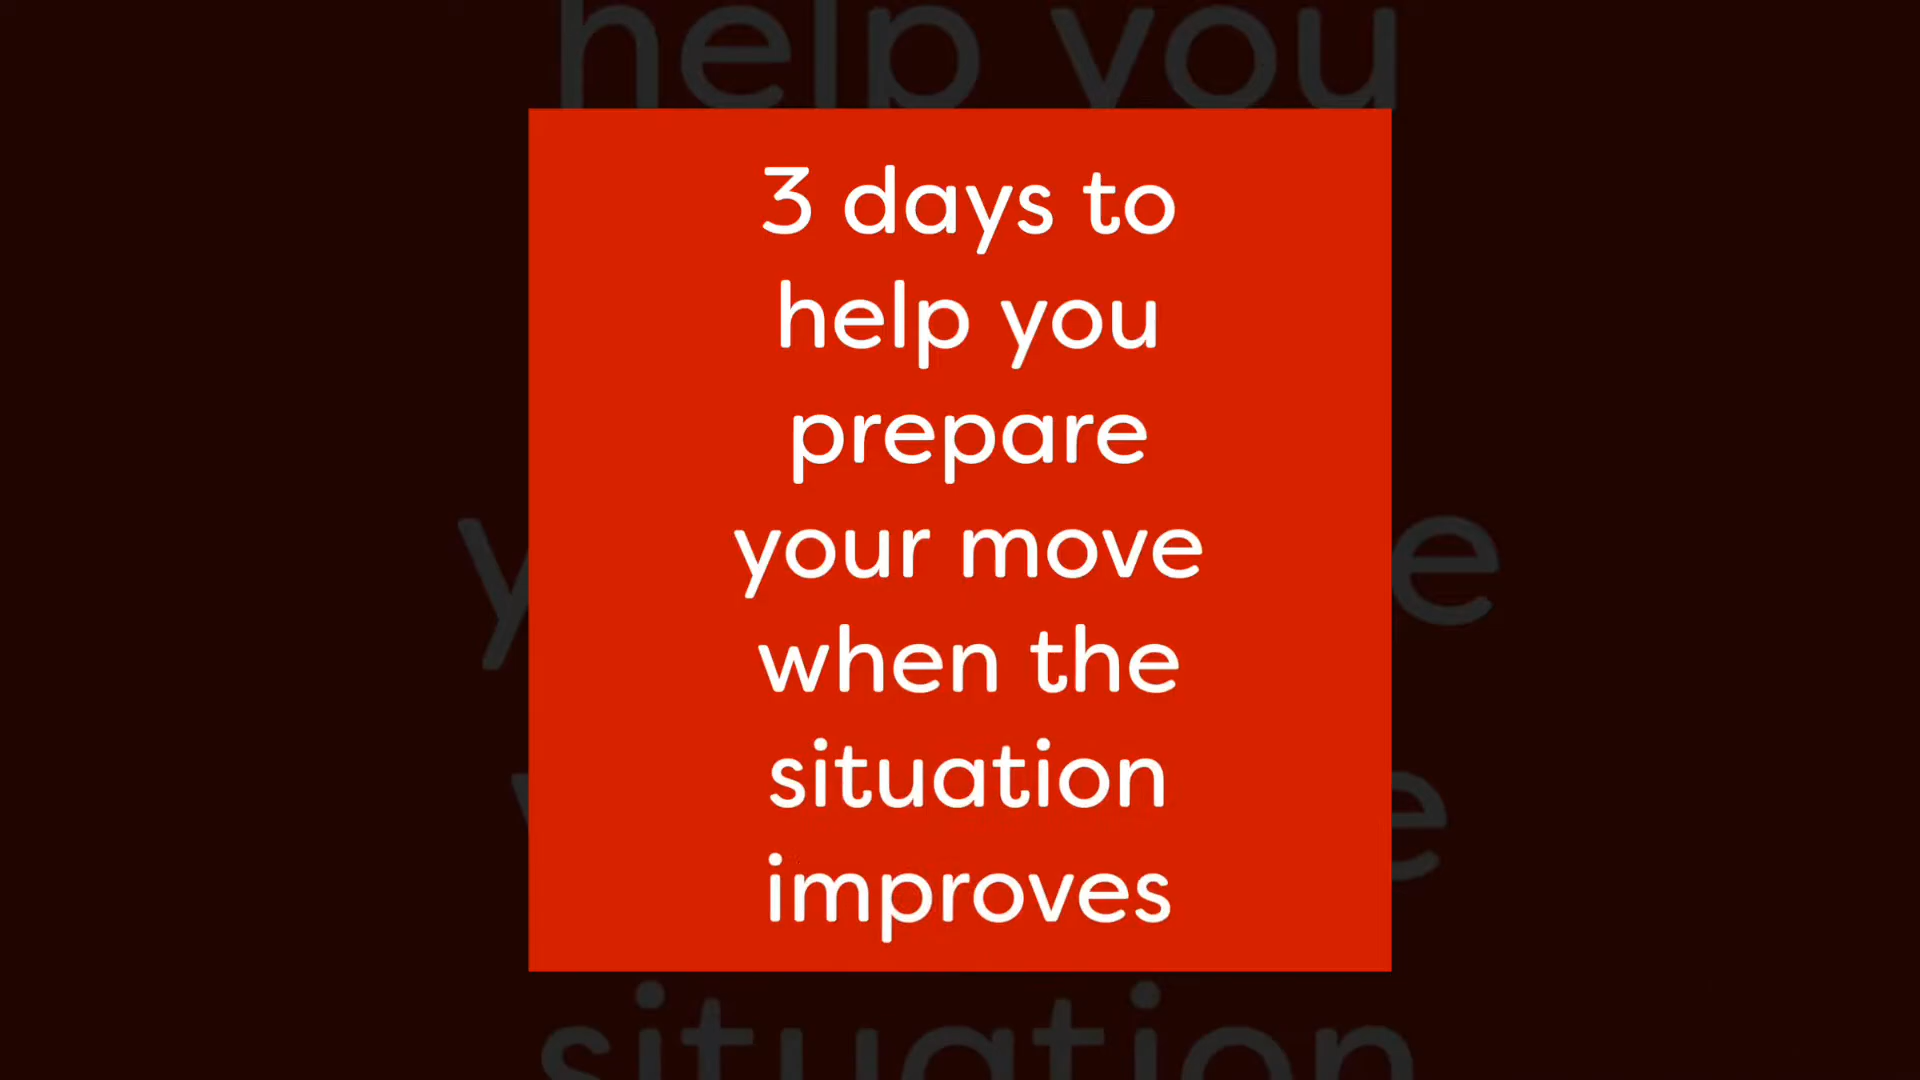 3 days to
help you
prepare
your move
when the
situation
improves